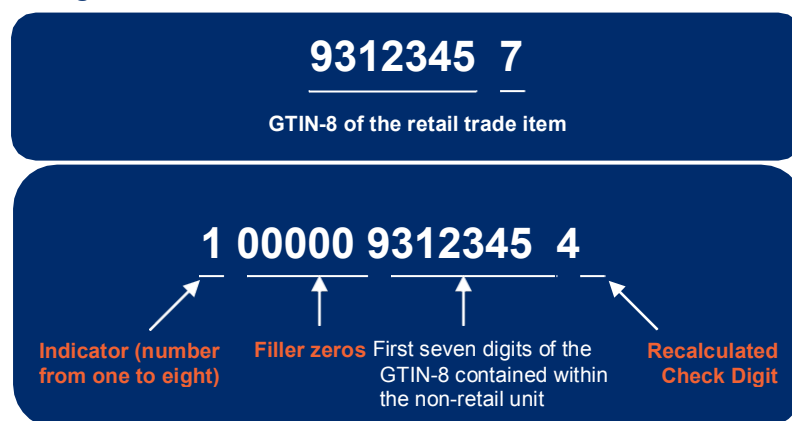 9312345 7
GTIN-8 of the retail trade item
1 00000 9312345 4
Indicator (number
from one to eight)
Filler zeros
First seven digits of the
GTIN-8 contained within
the non-retail unit
Recalculated
Check Digit